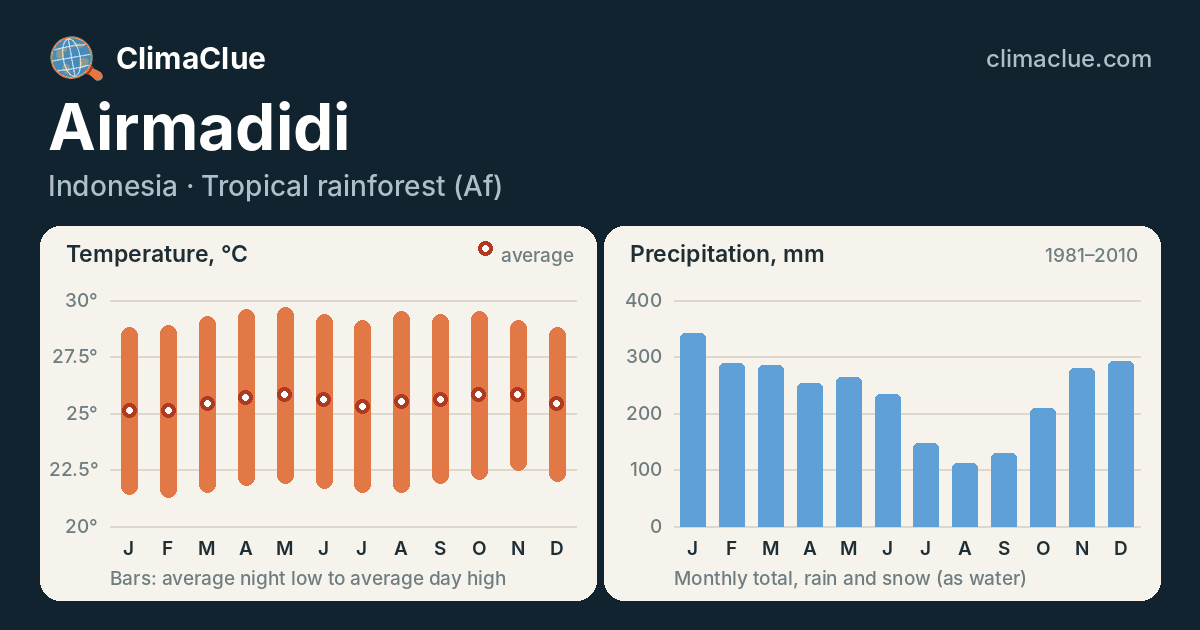 ClimaClue
climaclue.com
Airmadidi
Indonesia · Tropical rainforest (Af)
Temperature, °C
average
30°
27.5°
25°
22.5°
20°
J F M A M J J A S O N D
Bars: average night low to average day high
Precipitation, mm
1981–2010
400
300
200
100
0
J F M A M J J A S O N D
Monthly total, rain and snow (as water)